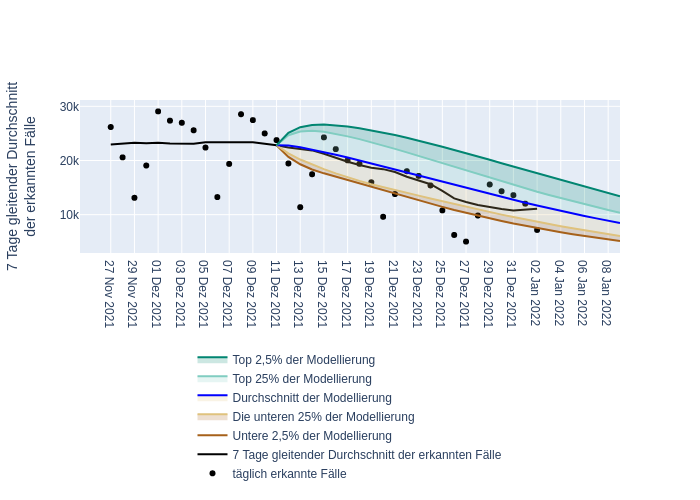 7 Tage gleitender Durchschnitt
der erkannten Fälle
30k
20k
10k
27 Nov 2021
29 Nov 2021
01 Dez 2021
03 Dez 2021
05 Dez 2021
07 Dez 2021
09 Dez 2021
11 Dez 2021
13 Dez 2021
15 Dez 2021
17 Dez 2021
19 Dez 2021
21 Dez 2021
23 Dez 2021
25 Dez 2021
27 Dez 2021
29 Dez 2021
31 Dez 2021
02 Jan 2022
04 Jan 2022
06 Jan 2022
08 Jan 2022
Top 2,5% der Modellierung
Top 25% der Modellierung
Durchschnitt der Modellierung
Die unteren 25% der Modellierung
Untere 2,5% der Modellierung
7 Tage gleitender Durchschnitt der erkannten Fälle
täglich erkannte Fälle